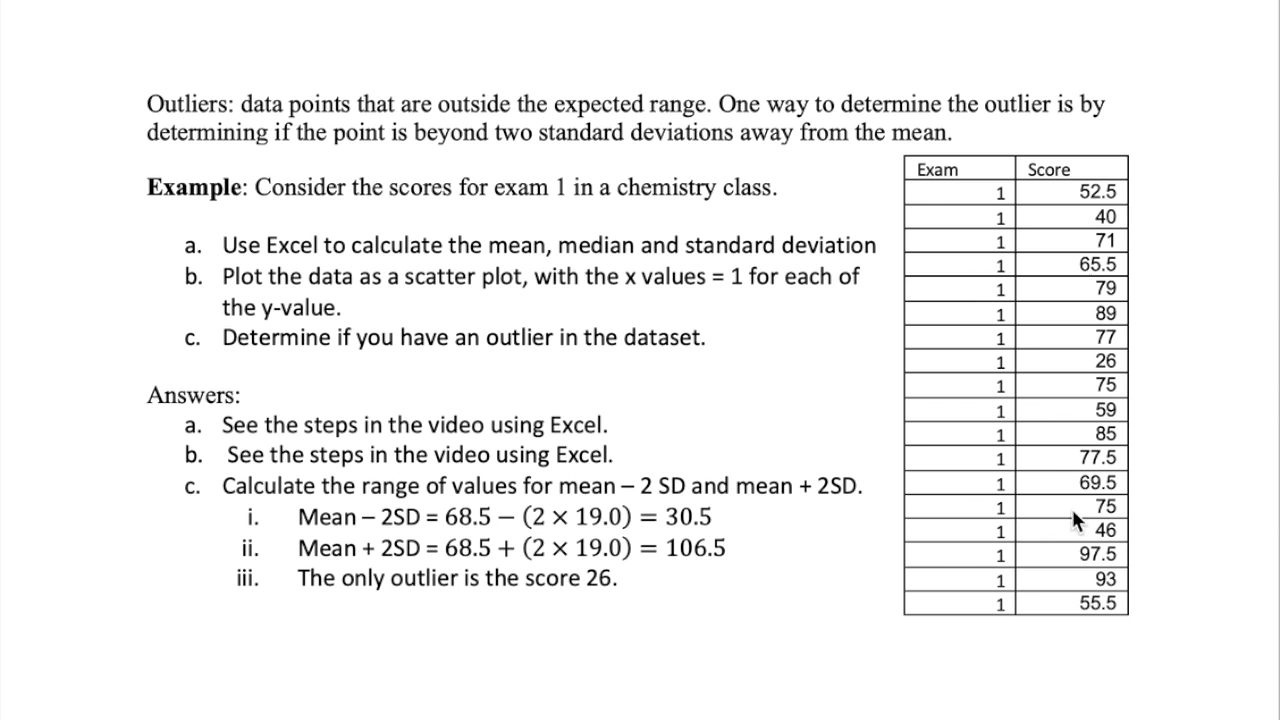 Outliers: data points that are outside the expected range. One way to determine the outlier is by
determining if the point is beyond two standard deviations away from the mean.
Example: Consider the scores for exam 1 in a chemistry class.
a. Use Excel to calculate the mean, median and standard deviation
b. Plot the data as a scatter plot, with the x values = 1 for each of
the y-value.
c. Determine if you have an outlier in the dataset.
Answers:
a. See the steps in the video using Excel.
b. See the steps in the video using Excel.
c. Calculate the range of values for mean – 2 SD and mean + 2SD.
i. Mean – 2SD = 68.5 − (2 × 19.0) = 30.5
ii. Mean + 2SD = 68.5 + (2 × 19.0) = 106.5
iii. The only outlier is the score 26.
Exam Score
1 52.5
1 40
1 71
1 65.5
1 79
1 89
1 77
1 26
1 75
1 59
1 85
1 77.5
1 69.5
1 75
1 46
1 97.5
1 93
1 55.5